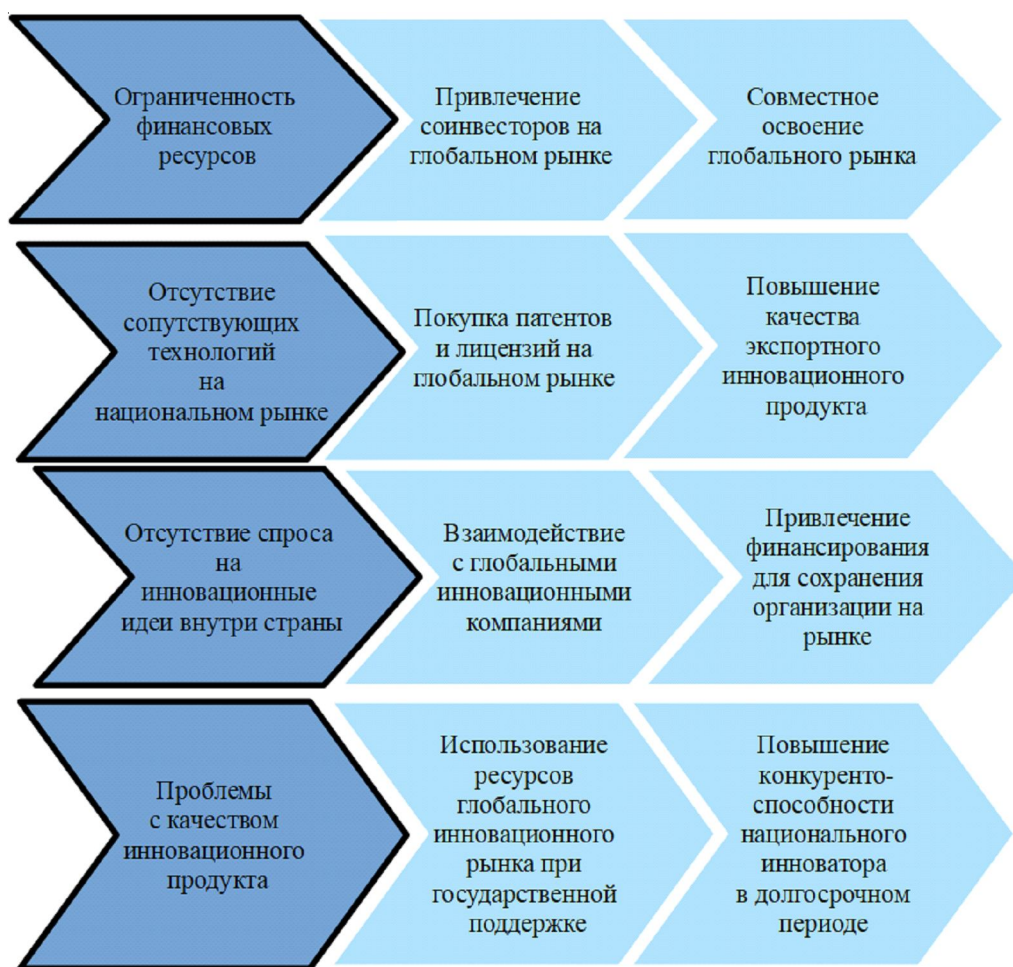 Ограниченность
финансовых
ресурсов
Привлечение
соинвесторов на
глобальном рынке
Совместное
освоение
глобального рынка
Отсутствие
сопутствующих
технологий
на
национальном рынке
Покупка патентов
и лицензий на
глобальном рынке
Повышение
качества
экспортного
инновационного
продукта
Отсутствие спроса
на
инновационные
идеи внутри страны
Взаимодействие
с глобальными
инновационными
компаниями
Привлечение
финансирования
для сохранения
организации на
рынке
Проблемы
с качеством
инновационного
продукта
Использование
ресурсов
глобального
инновационного
рынка при
государственной
поддержке
Повышение
конкуренто-
способности
национального
инноватора
в долгосрочном
периоде